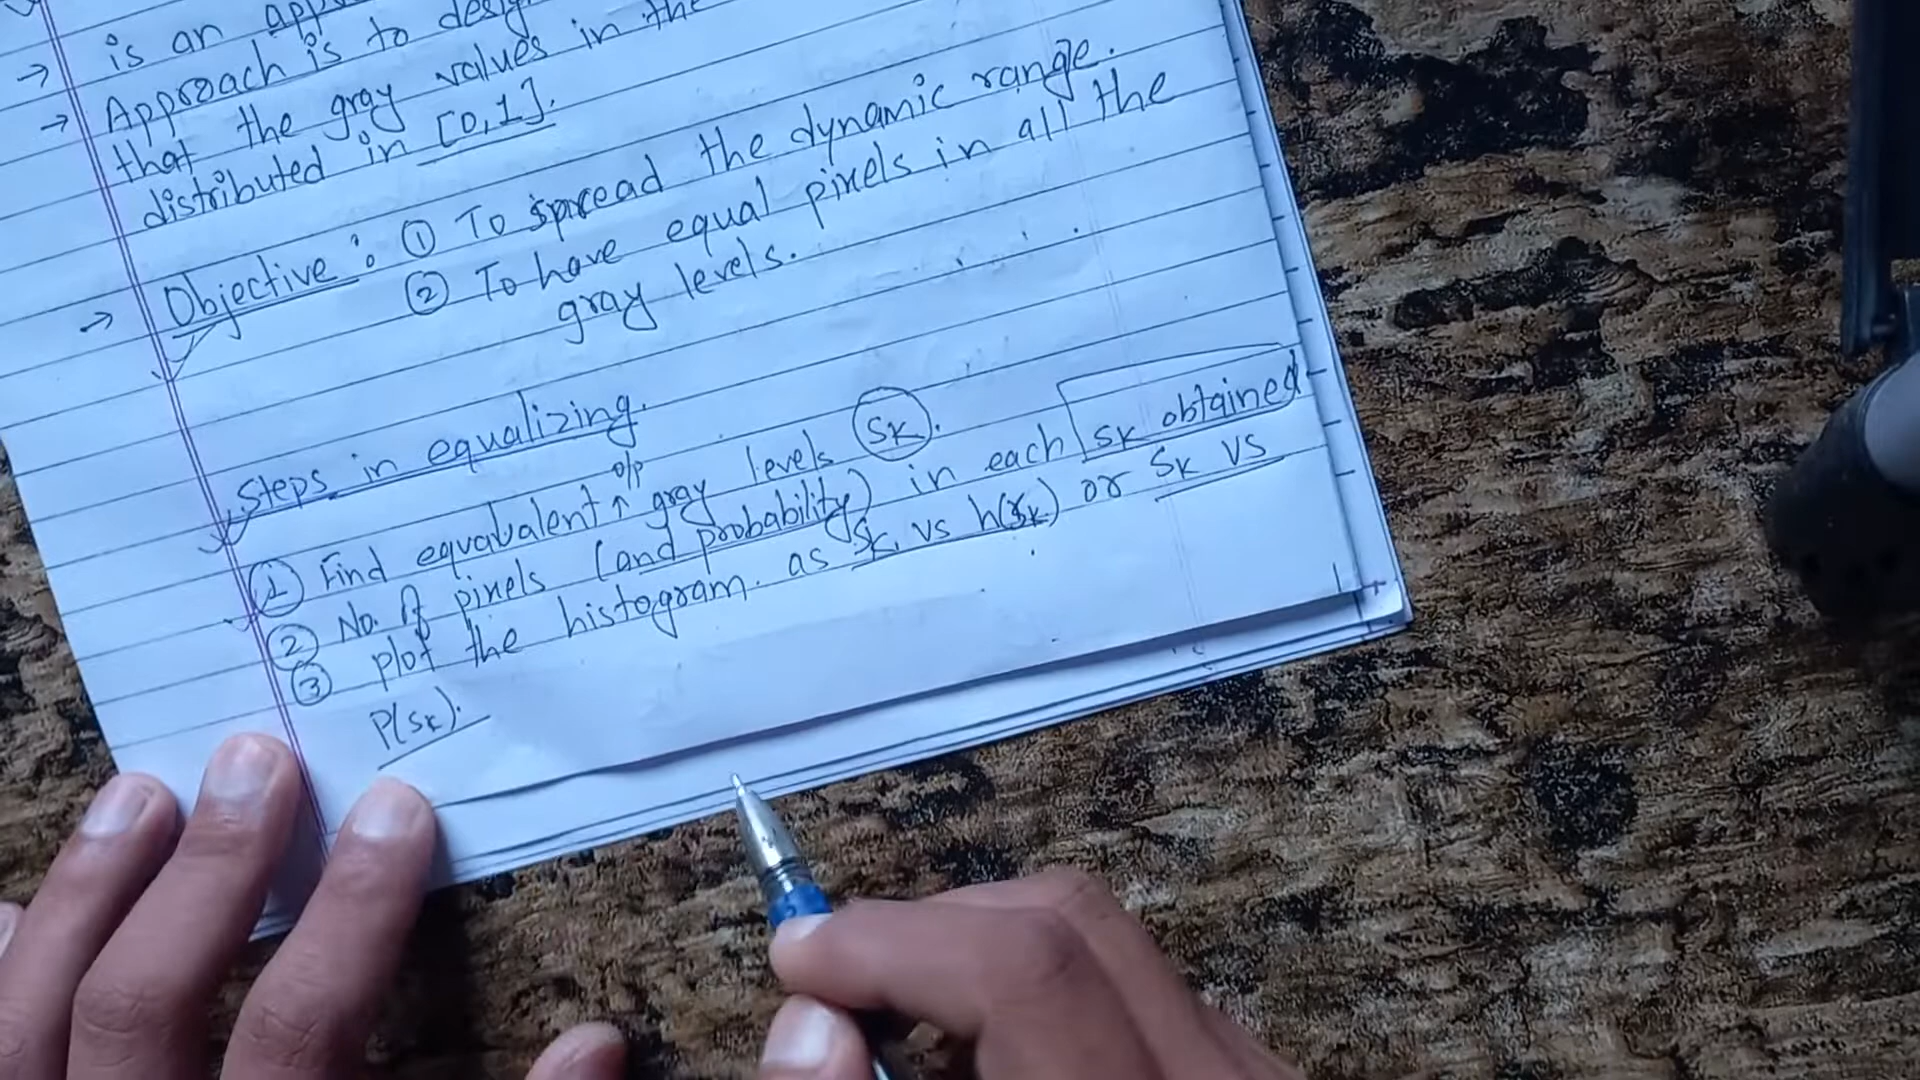 → is an
→ Approach is to desig
that the gray values in the
distributed in [0,1].
→ Objective : ① To spread the dynamic range.
② To have equal pixels in all the
gray levels.
Steps in equalizing.
① Find equavalent o/p gray levels SK.
② No. of pixels (and probability) in each SK obtained
③ plot the histogram. as SK vs h(rK) or SK VS
P(SK).